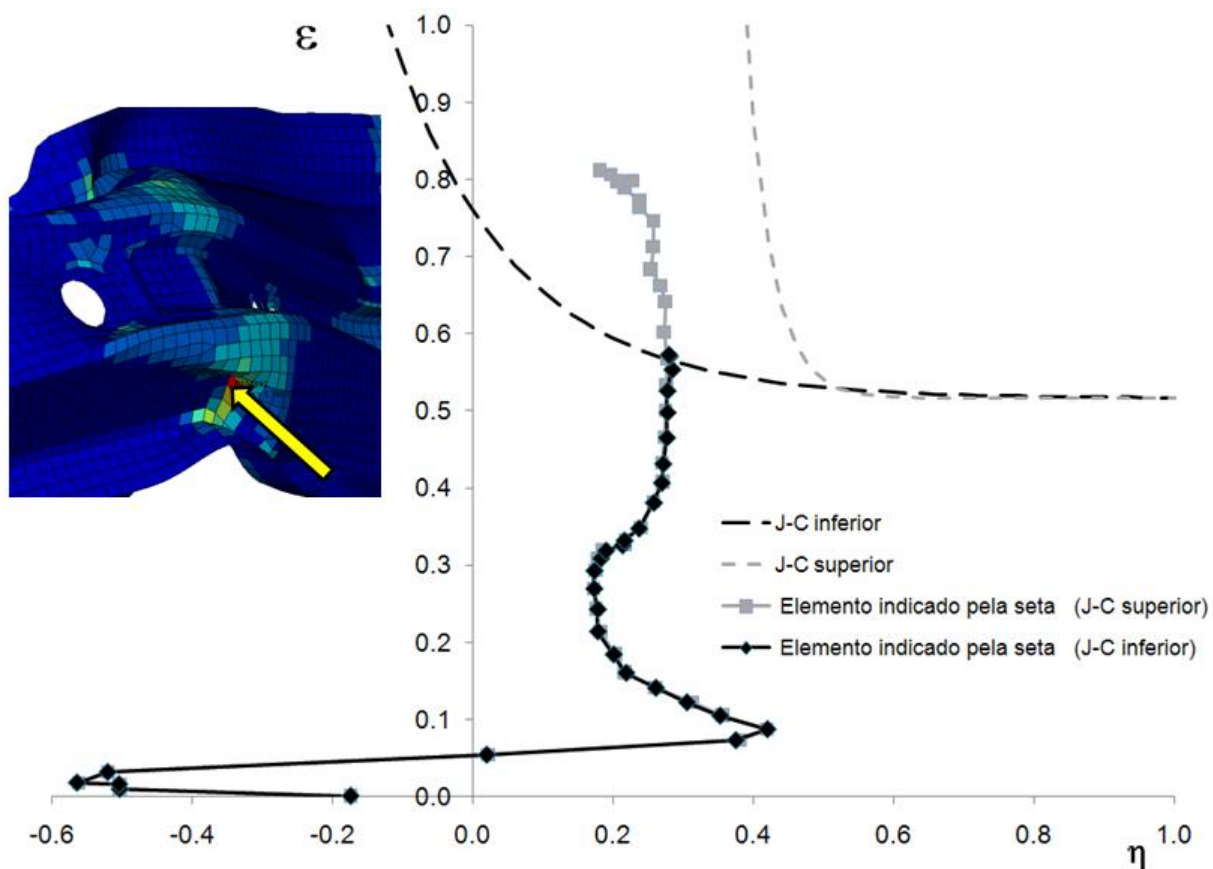 ε
1.0
0.9
0.8
0.7
0.6
0.5
0.4
0.3
0.2
0.1
0.0
J-C inferior
J-C superior
Elemento indicado pela seta (J-C superior)
Elemento indicado pela seta (J-C inferior)
-0.6 -0.4 -0.2 0.0 0.2 0.4 0.6 0.8 1.0
η